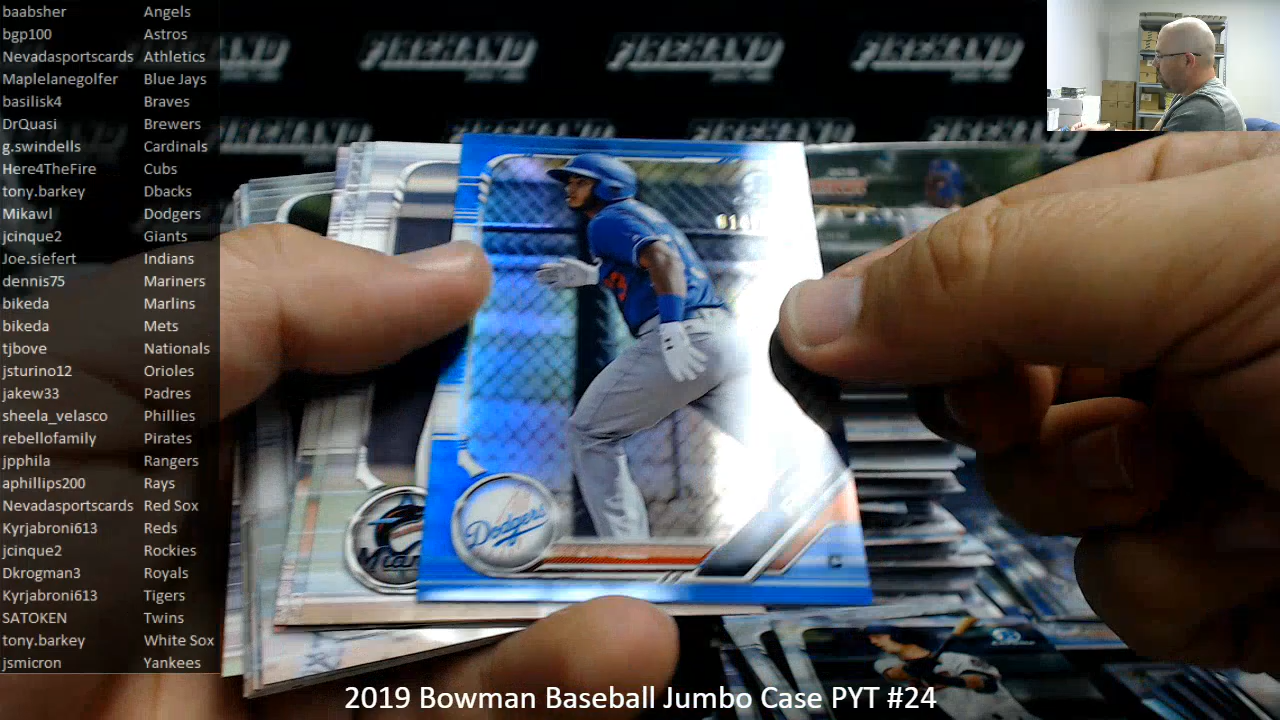 baabsher Angels
bgp100 Astros
Nevadasportscards Athletics
Maplelanegolfer Blue Jays
basilisk4 Braves
DrQuasi Brewers
g.swindells Cardinals
Here4TheFire Cubs
tony.barkey Dbacks
Mikawl Dodgers
jcinque2 Giants
Joe.siefert Indians
dennis75 Mariners
bikeda Marlins
bikeda Mets
tjbove Nationals
jsturino12 Orioles
jakew33 Padres
sheela_velasco Phillies
rebellofamily Pirates
jpphila Rangers
aphillips200 Rays
Nevadasportscards Red Sox
Kyrjabroni613 Reds
jcinque2 Rockies
Dkrogman3 Royals
Kyrjabroni613 Tigers
SATOKEN Twins
tony.barkey White Sox
jsmicron Yankees
FIREHAND FIREHAND FIREHAND
Dodgers
2019 Bowman Baseball Jumbo Case PYT #24